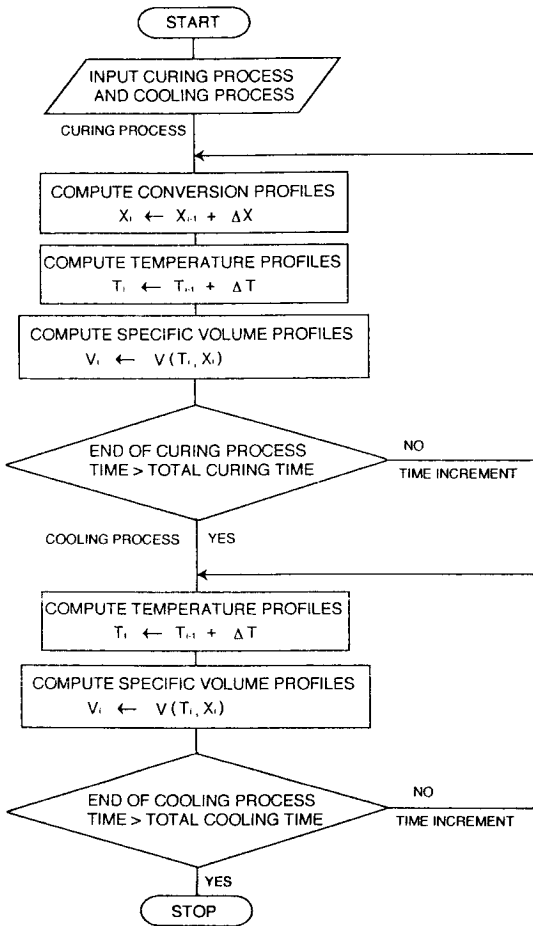 START
INPUT CURING PROCESS
AND COOLING PROCESS
CURING PROCESS
COMPUTE CONVERSION PROFILES
Xᵢ ← Xᵢ₋₁ + ΔX
COMPUTE TEMPERATURE PROFILES
Tᵢ ← Tᵢ₋₁ + ΔT
COMPUTE SPECIFIC VOLUME PROFILES
Vᵢ ← V(Tᵢ, Xᵢ)
END OF CURING PROCESS
TIME > TOTAL CURING TIME
NO
TIME INCREMENT
COOLING PROCESS
YES
COMPUTE TEMPERATURE PROFILES
Tᵢ ← Tᵢ₋₁ + ΔT
COMPUTE SPECIFIC VOLUME PROFILES
Vᵢ ← V(Tᵢ, Xᵢ)
END OF COOLING PROCESS
TIME > TOTAL COOLING TIME
NO
TIME INCREMENT
YES
STOP